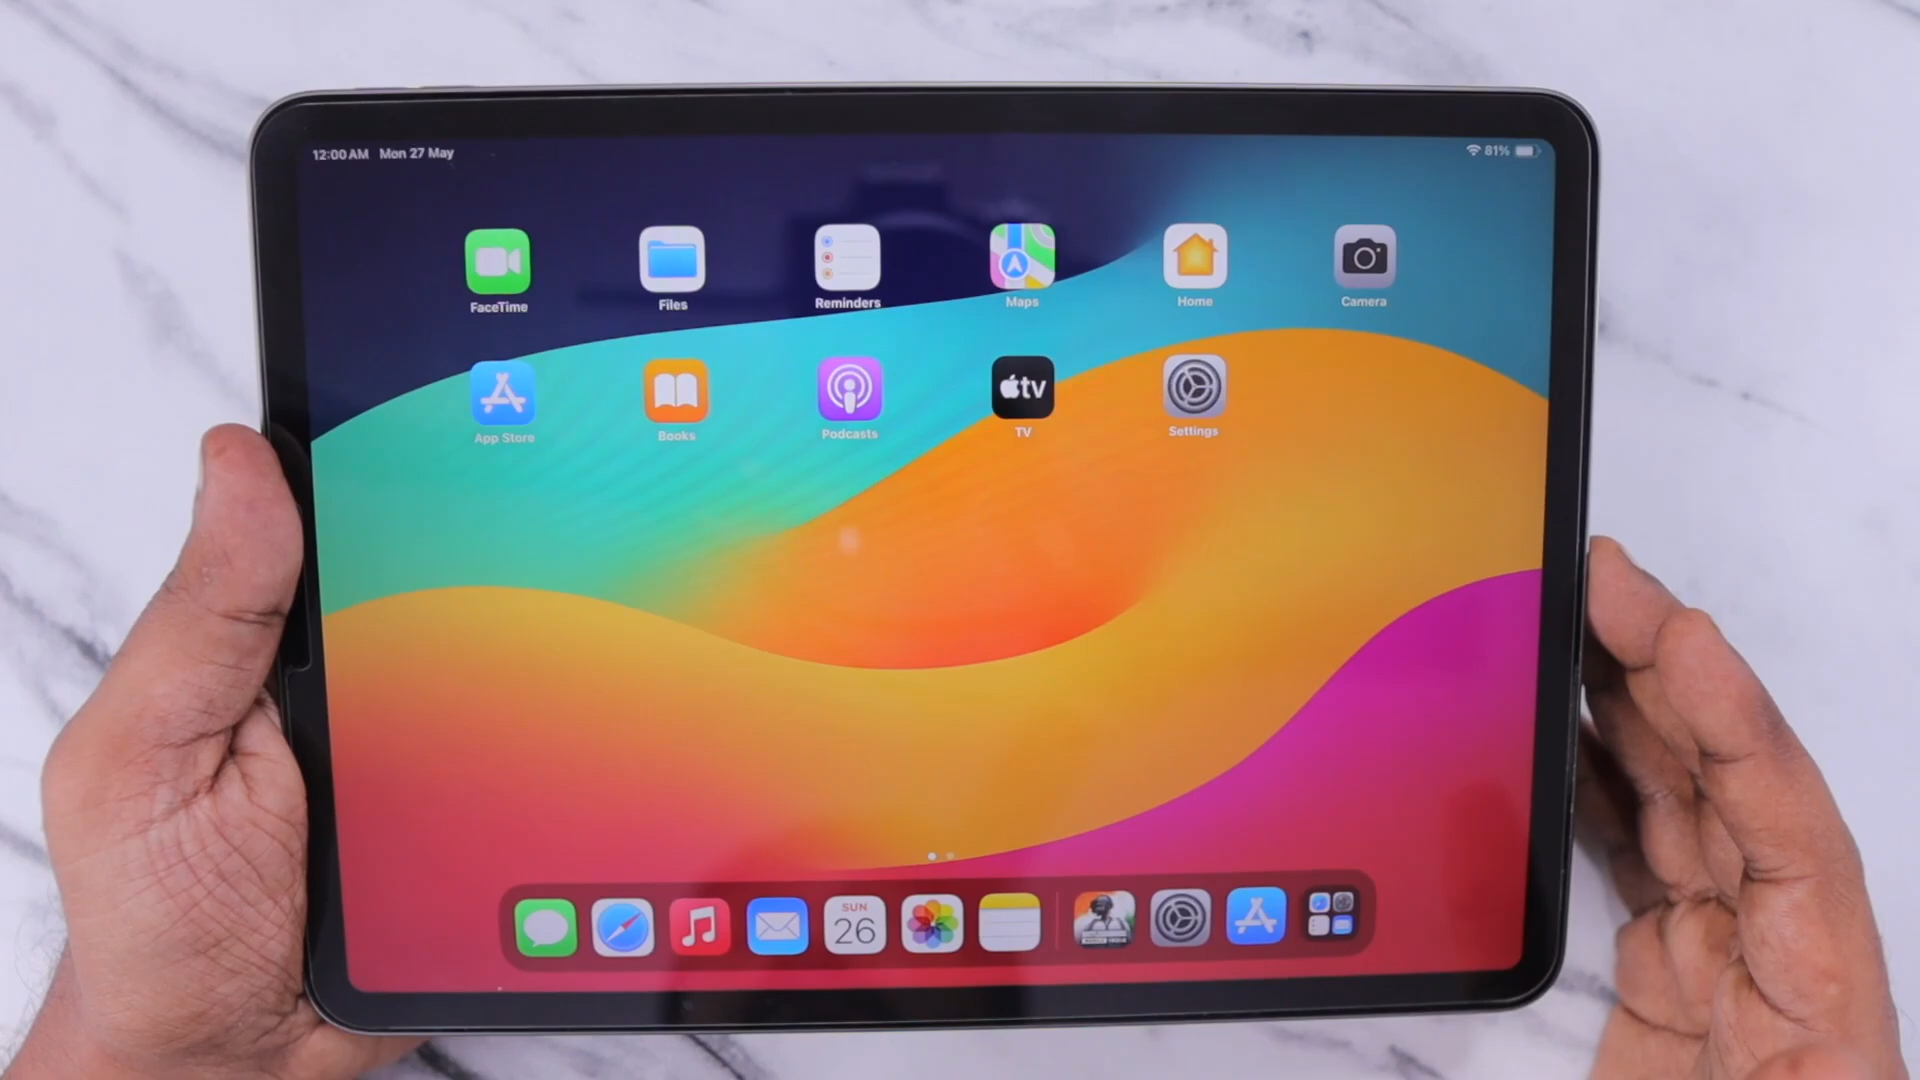 12:00 AM Mon 27 May
81%
FaceTime Files Reminders Maps Home Camera
tv
App Store Books Podcasts TV Settings
SUN
26